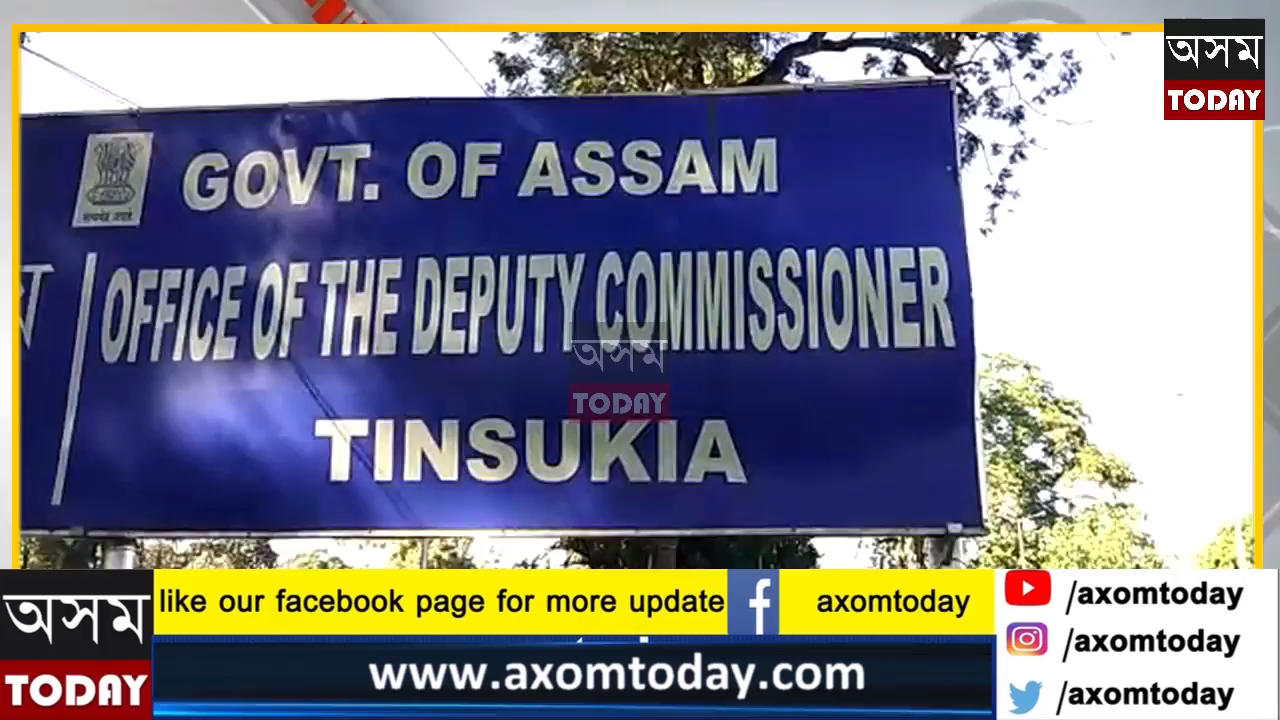 অসম
TODAY
GOVT. OF ASSAM
OFFICE OF THE DEPUTY COMMISSIONER
অসম
TODAY
TINSUKIA
অসম
TODAY
like our facebook page for more update
axomtoday
www.axomtoday.com
/axomtoday
/axomtoday
/axomtoday